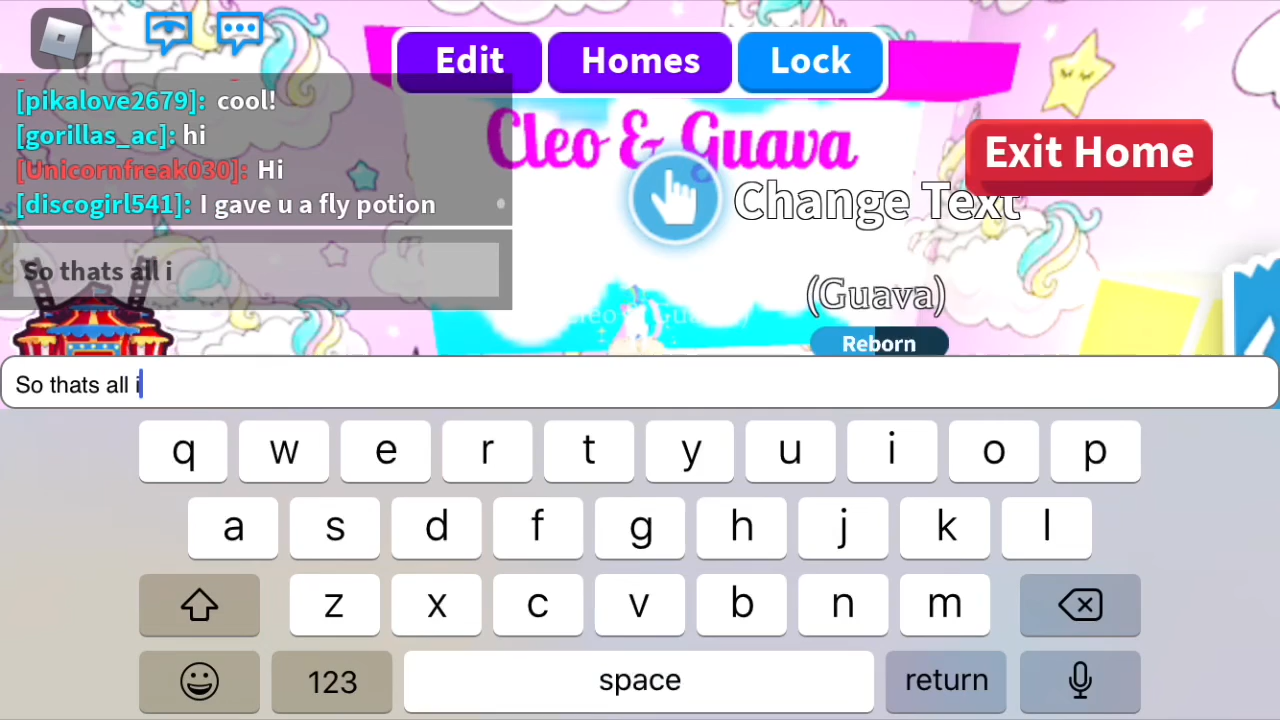 Edit Homes Lock
[pikalove2679]: cool!
[gorillas_ac]: hi
[Unicornfreak030]: Hi
[discogirl541]: I gave u a fly potion
Cleo & Guava
Exit Home
Change Text
So thats all i
(Guava)
Reborn
So thats all i
q w e r t y u i o p
a s d f g h j k l
z x c v b n m
123 space return